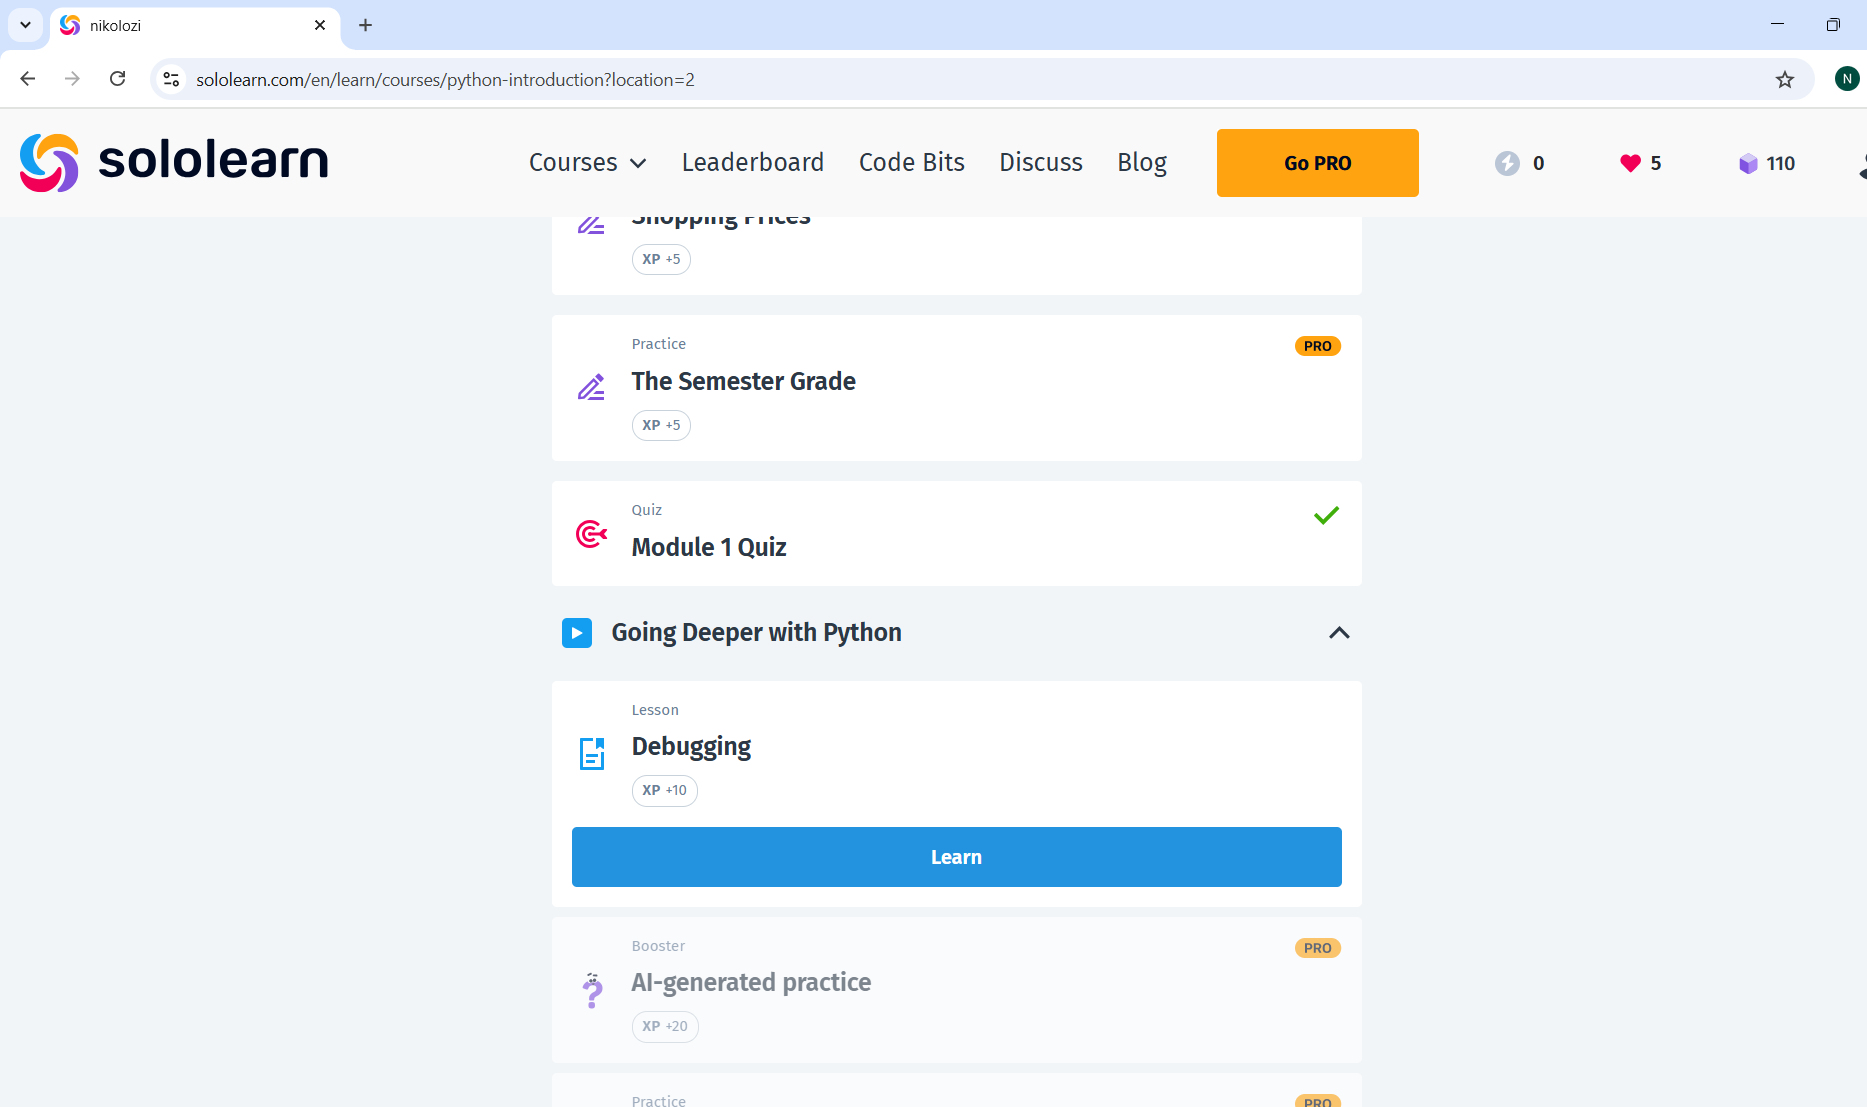 nikolozi
sololearn.com/en/learn/courses/python-introduction?location=2
N
sololearn
Courses
Leaderboard
Code Bits
Discuss
Blog
Go PRO
0
5
110
Shopping Prices
XP +5
Practice
PRO
The Semester Grade
XP +5
Quiz
Module 1 Quiz
Going Deeper with Python
Lesson
Debugging
XP +10
Learn
Booster
PRO
AI-generated practice
XP +20
Practice
PRO